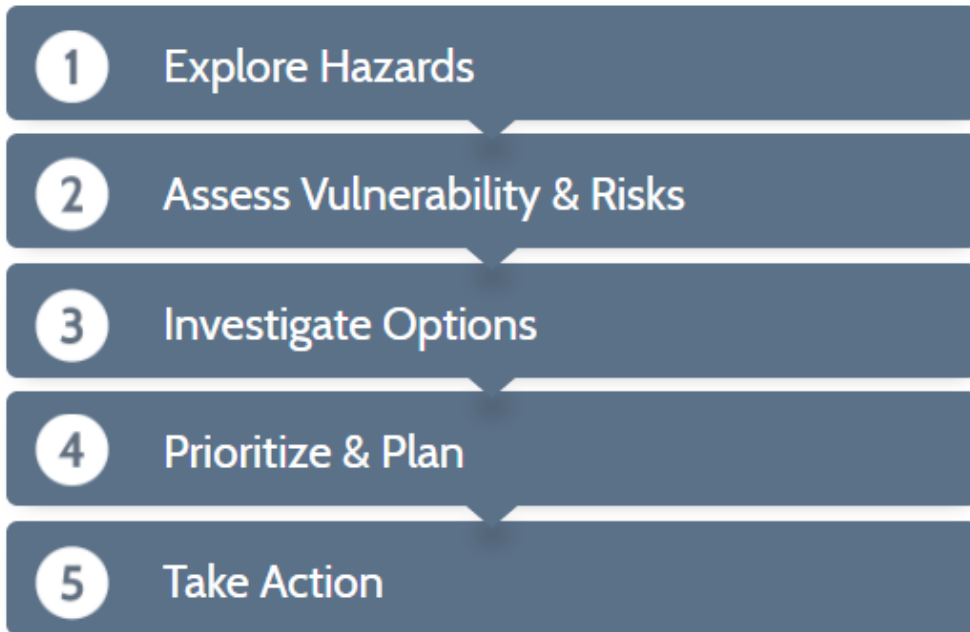 1 Explore Hazards
2 Assess Vulnerability & Risks
3 Investigate Options
4 Prioritize & Plan
5 Take Action